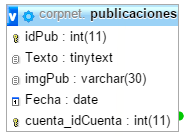 v corpnet publicaciones
idPub : int(11)
Texto : tinytext
imgPub : varchar(30)
Fecha : date
cuenta_idCuenta : int(11)